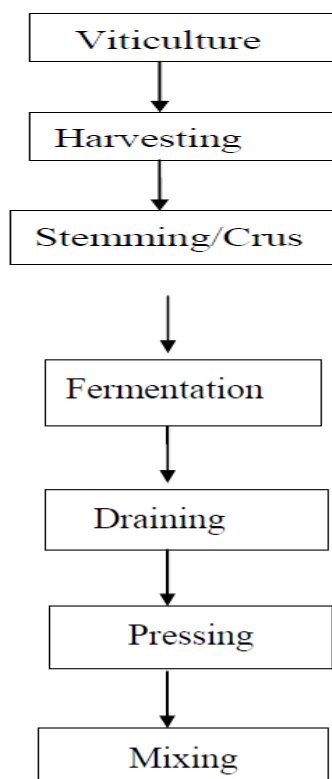 Viticulture
Harvesting
Stemming/Crus
Fermentation
Draining
Pressing
Mixing